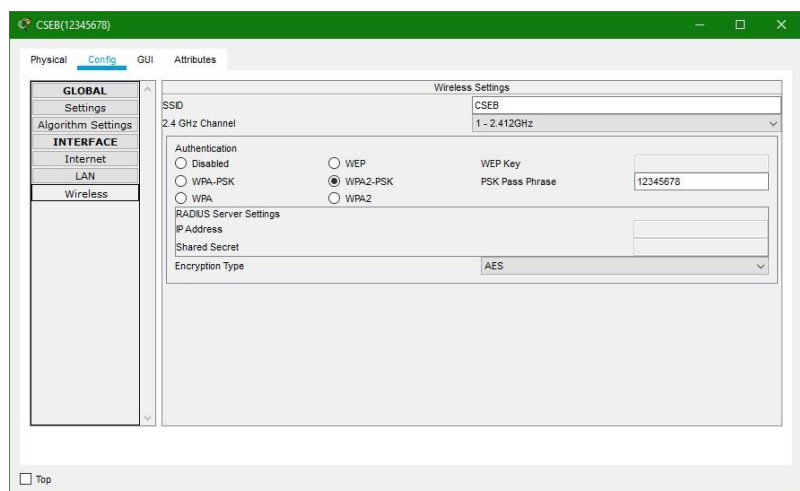 CSEB(12345678)
Physical Config GUI Attributes
GLOBAL
Settings
Algorithm Settings
INTERFACE
Internet
LAN
Wireless
Wireless Settings
SSID CSEB
2.4 GHz Channel 1 - 2.412GHz
Authentication
Disabled WEP WEP Key
WPA-PSK WPA2-PSK PSK Pass Phrase 12345678
WPA WPA2
RADIUS Server Settings
IP Address
Shared Secret
Encryption Type AES
Top